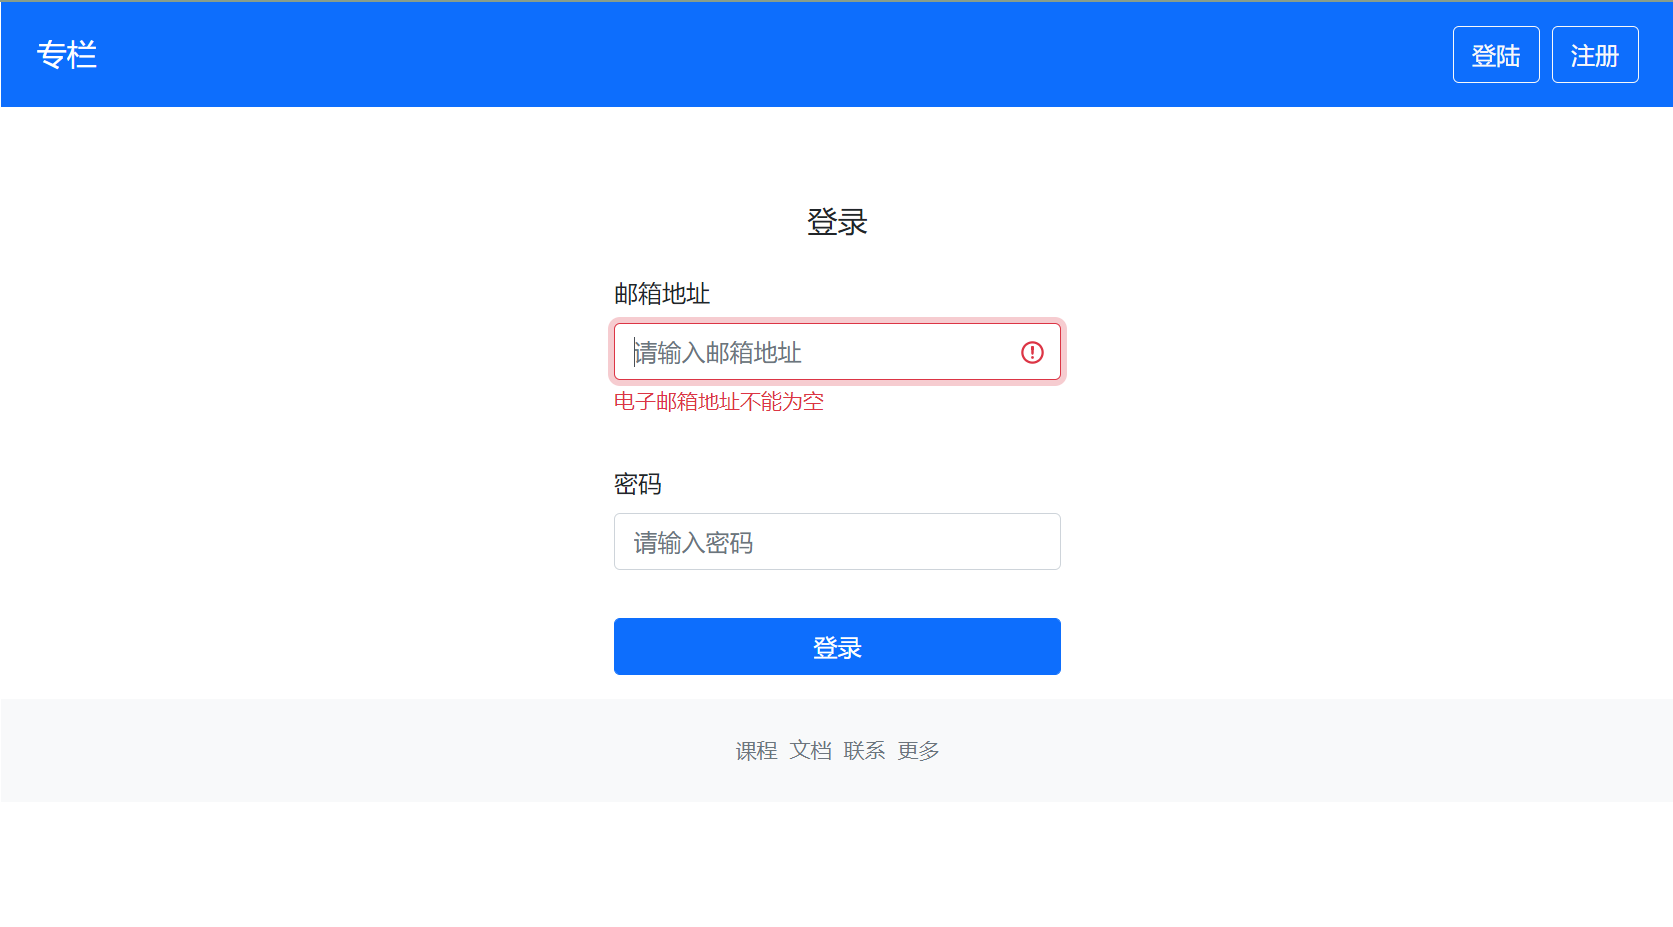 专栏
登陆 注册
登录
邮箱地址
请输入邮箱地址
电子邮箱地址不能为空
密码
请输入密码
登录
课程 文档 联系 更多